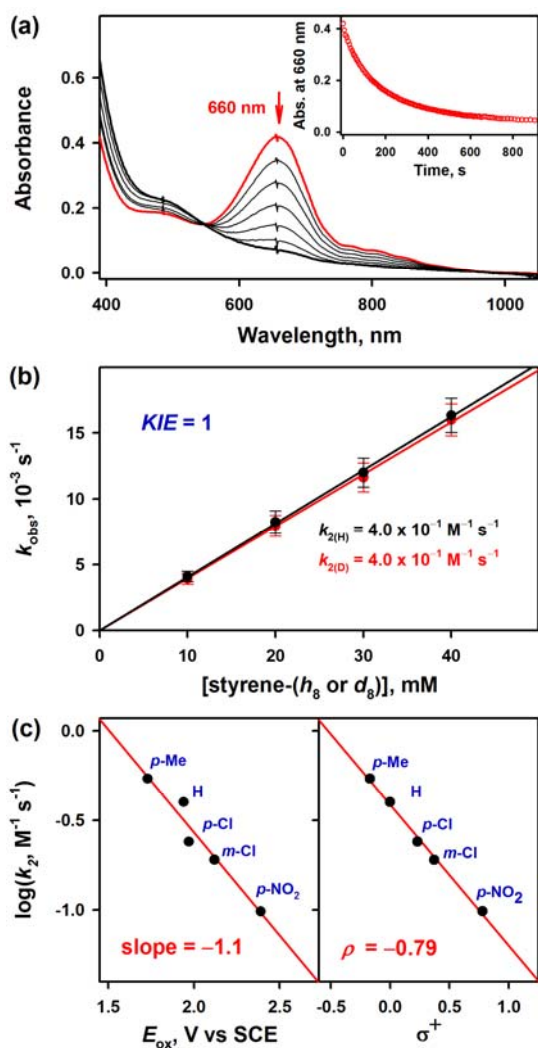 (a)
660 nm
Absorbance
0.6
0.4
0.2
0.0
400
600
800
1000
Wavelength, nm
Abs. at 660 nm
0.4
0.2
0.0
0
200
400
600
800
Time, s
(b)
KIE = 1
k_obs, 10⁻³ s⁻¹
15
10
5
0
k₂(H) = 4.0 x 10⁻¹ M⁻¹ s⁻¹
k₂(D) = 4.0 x 10⁻¹ M⁻¹ s⁻¹
0
10
20
30
40
[styrene-(h₈ or d₈)], mM
(c)
log(k₂, M⁻¹ s⁻¹)
0.0
-0.5
-1.0
p-Me
H
p-Cl
m-Cl
p-NO₂
slope = −1.1
1.5
2.0
2.5
E_ox, V vs SCE
p-Me
H
p-Cl
m-Cl
p-NO₂
ρ = −0.79
-0.5
0.0
0.5
1.0
σ⁺